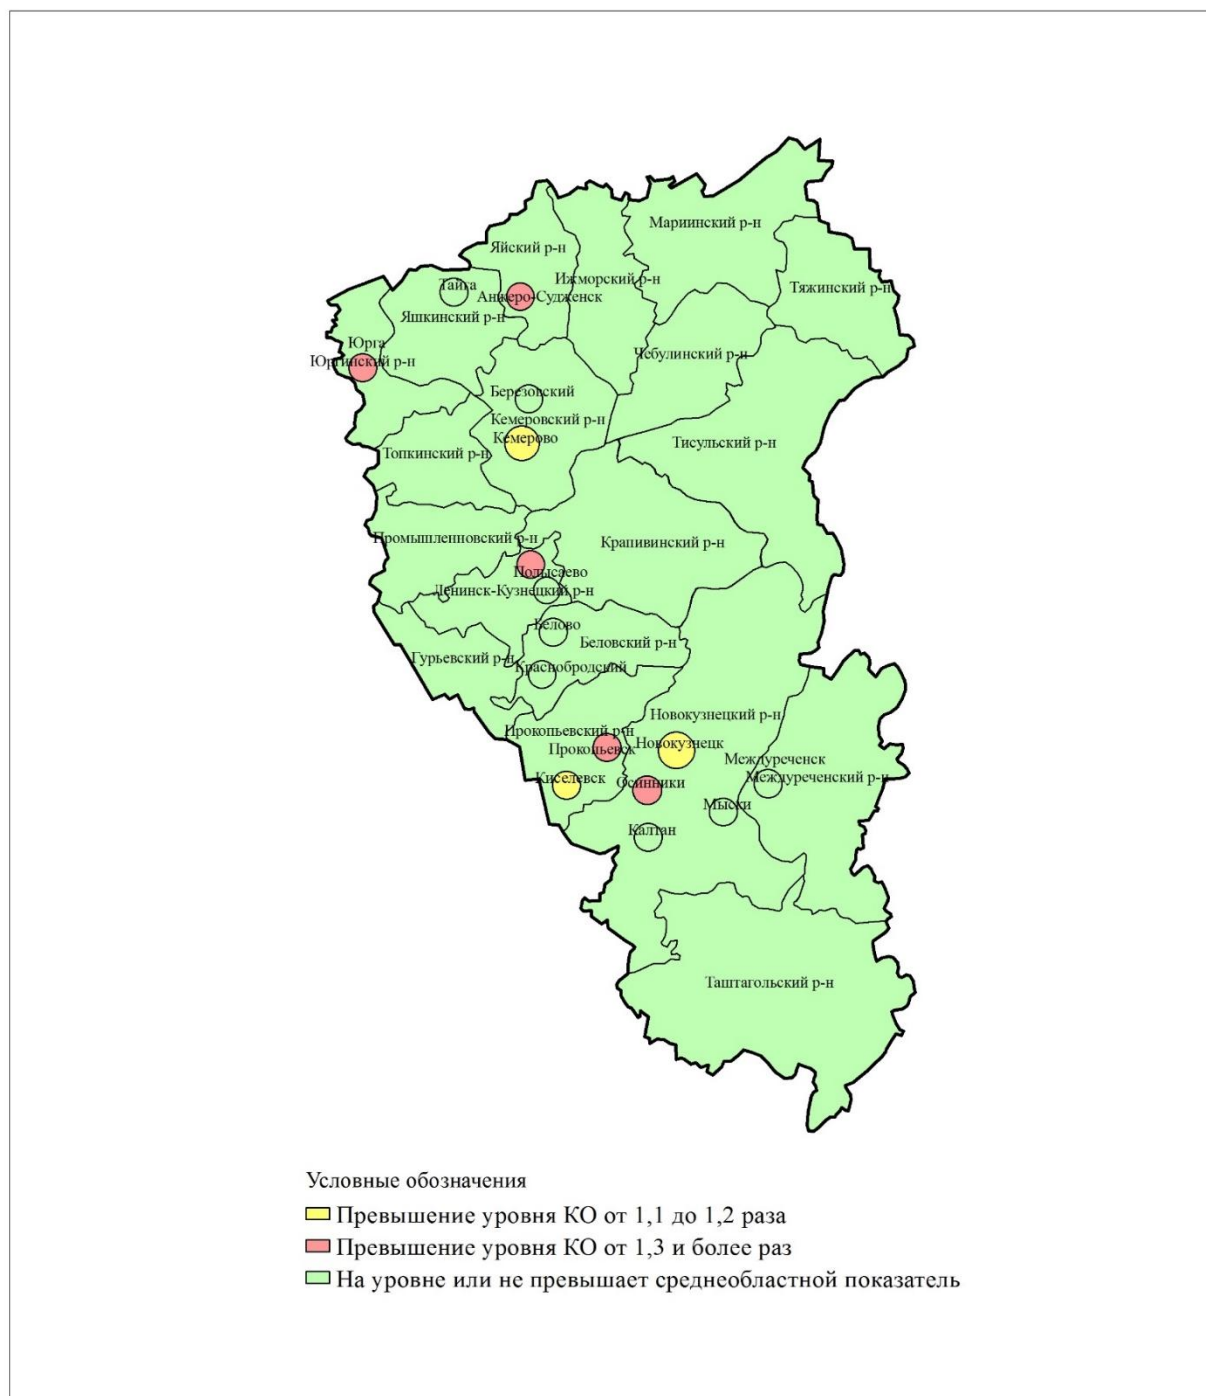 Мариинский р-н
Яйский р-н
Ижморский р-н
Тяжинский р-н
Тайга
Анжеро-Судженск
Яшкинский р-н
Юрга
Юргинский р-н
Чебулинский р-н
Березовский
Кемеровский р-н
Кемерово
Тисульский р-н
Топкинский р-н
Промышленновский р-н
Крапивинский р-н
Полысаево
Ленинск-Кузнецкий р-н
Белово
Беловский р-н
Гурьевский р-н
Краснобродский
Новокузнецкий р-н
Прокопьевский р-н
Новокузнецк
Прокопьевск
Междуреченск
Киселевск
Осинники
Междуреченский р-н
Мыски
Калтан
Таштагольский р-н
Условные обозначения
Превышение уровня КО от 1,1 до 1,2 раза
Превышение уровня КО от 1,3 и более раз
На уровне или не превышает среднеобластной показатель